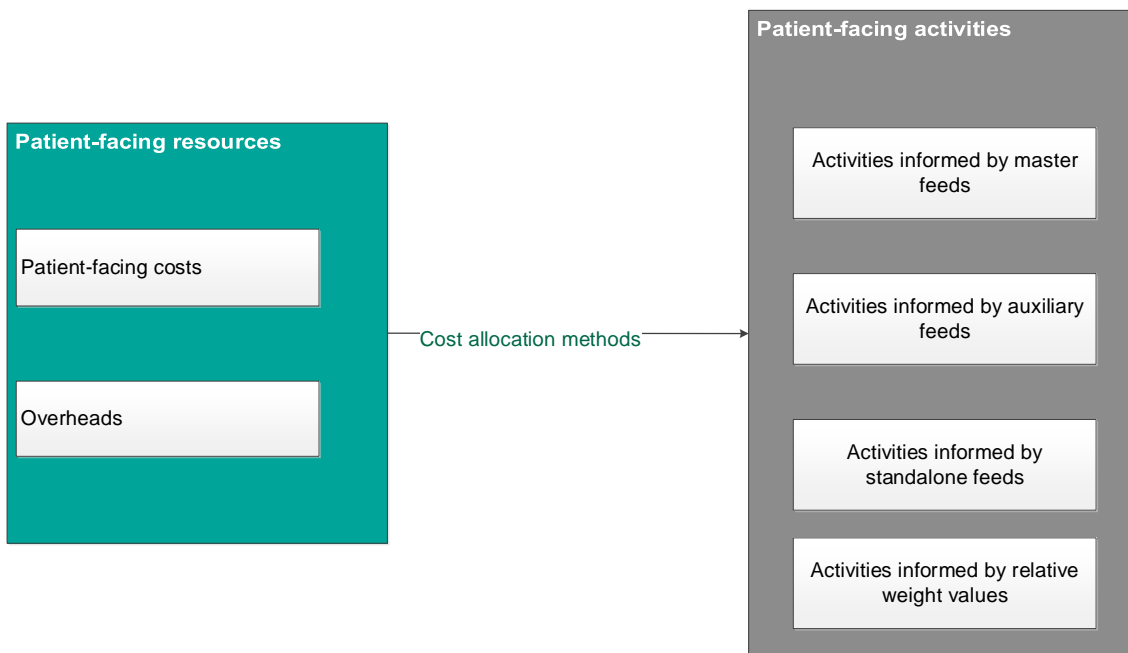 Patient-facing resources
Patient-facing costs
Overheads
Cost allocation methods
Patient-facing activities
Activities informed by master
feeds
Activities informed by auxiliary
feeds
Activities informed by
standalone feeds
Activities informed by relative
weight values